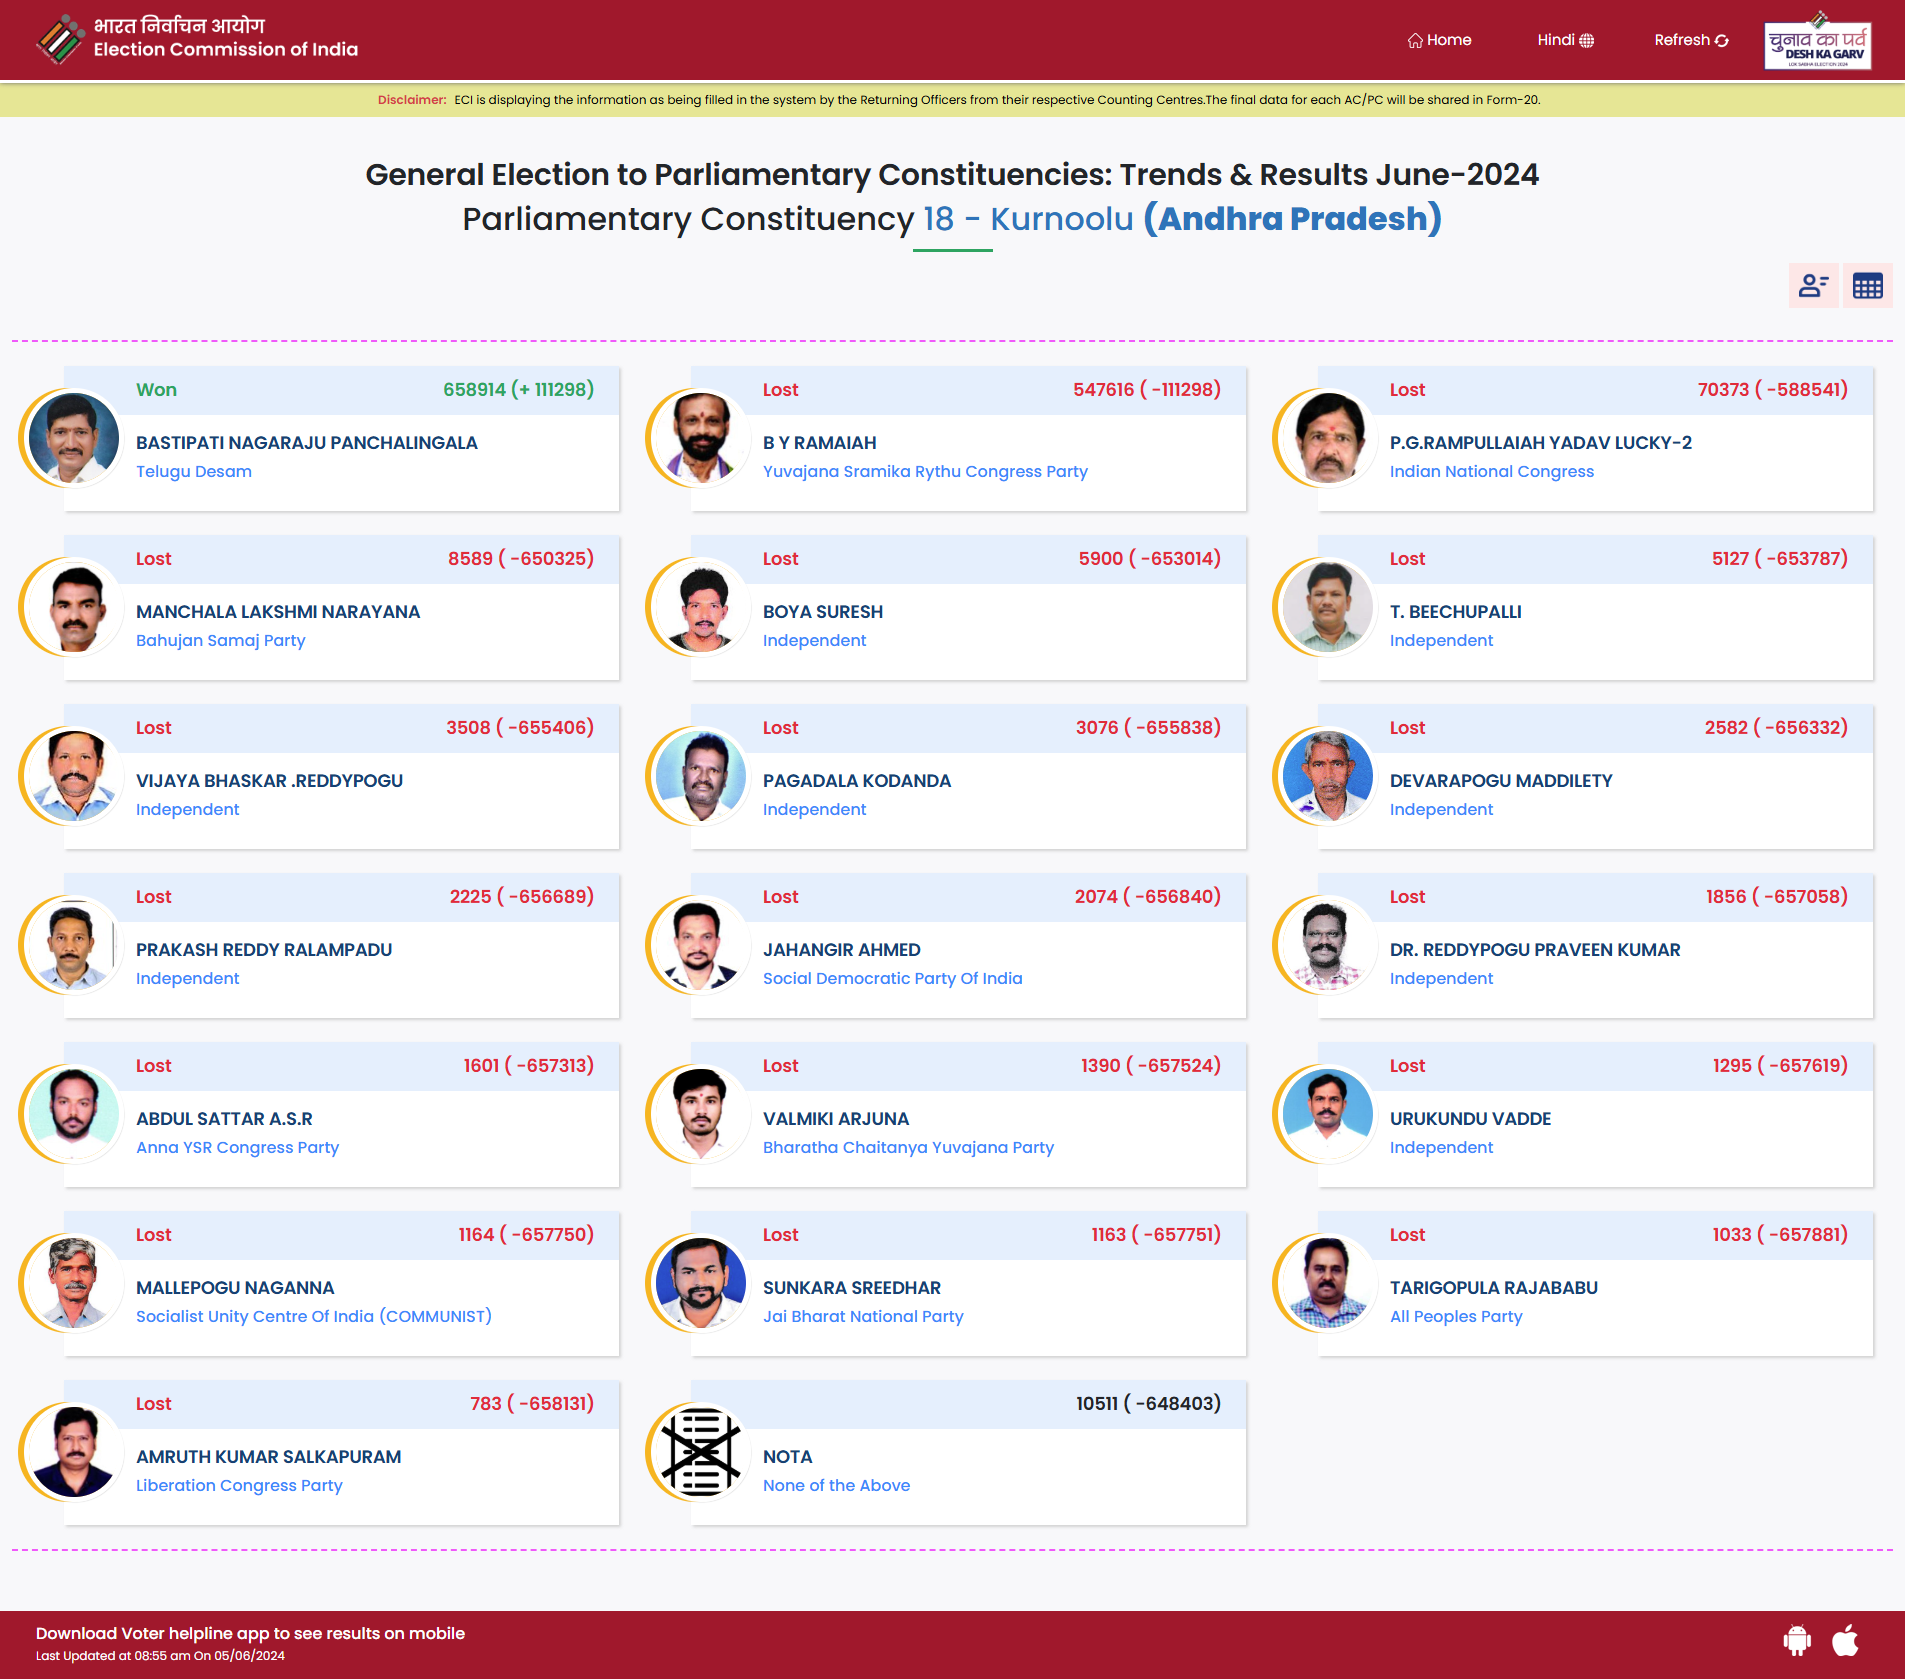 भारत निर्वाचन आयोग
Election Commission of India
Home
Hindi
Refresh
चुनाव का पर्व
DESH KA GARV
LOK SABHA ELECTION 2024
Disclaimer: ECI is displaying the information as being filled in the system by the Returning Officers from their respective Counting Centres.The final data for each AC/PC will be shared in Form-20.
General Election to Parliamentary Constituencies: Trends & Results June-2024
Parliamentary Constituency 18 - Kurnoolu (Andhra Pradesh)
Won 658914 (+ 111298)
BASTIPATI NAGARAJU PANCHALINGALA
Telugu Desam
Lost 547616 ( -111298)
B Y RAMAIAH
Yuvajana Sramika Rythu Congress Party
Lost 70373 ( -588541)
P.G.RAMPULLAIAH YADAV LUCKY-2
Indian National Congress
Lost 8589 ( -650325)
MANCHALA LAKSHMI NARAYANA
Bahujan Samaj Party
Lost 5900 ( -653014)
BOYA SURESH
Independent
Lost 5127 ( -653787)
T. BEECHUPALLI
Independent
Lost 3508 ( -655406)
VIJAYA BHASKAR .REDDYPOGU
Independent
Lost 3076 ( -655838)
PAGADALA KODANDA
Independent
Lost 2582 ( -656332)
DEVARAPOGU MADDILETY
Independent
Lost 2225 ( -656689)
PRAKASH REDDY RALAMPADU
Independent
Lost 2074 ( -656840)
JAHANGIR AHMED
Social Democratic Party Of India
Lost 1856 ( -657058)
DR. REDDYPOGU PRAVEEN KUMAR
Independent
Lost 1601 ( -657313)
ABDUL SATTAR A.S.R
Anna YSR Congress Party
Lost 1390 ( -657524)
VALMIKI ARJUNA
Bharatha Chaitanya Yuvajana Party
Lost 1295 ( -657619)
URUKUNDU VADDE
Independent
Lost 1164 ( -657750)
MALLEPOGU NAGANNA
Socialist Unity Centre Of India (COMMUNIST)
Lost 1163 ( -657751)
SUNKARA SREEDHAR
Jai Bharat National Party
Lost 1033 ( -657881)
TARIGOPULA RAJABABU
All Peoples Party
Lost 783 ( -658131)
AMRUTH KUMAR SALKAPURAM
Liberation Congress Party
10511 ( -648403)
NOTA
None of the Above
Download Voter helpline app to see results on mobile
Last Updated at 08:55 am On 05/06/2024